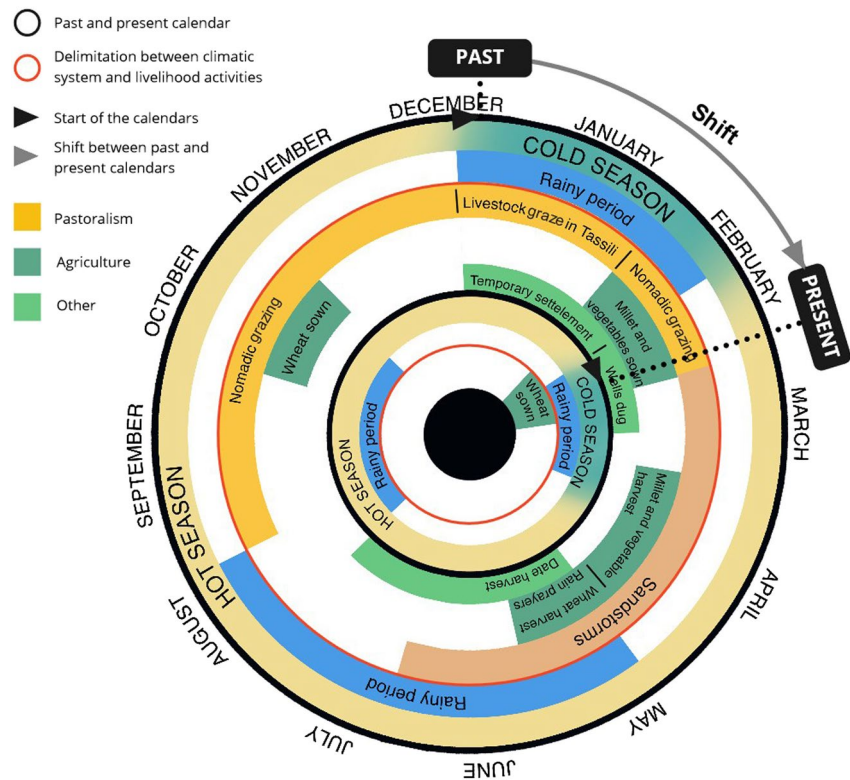 Past and present calendar
Delimitation between climatic
system and livelihood activities
Start of the calendars
Shift between past and
present calendars
Pastoralism
Agriculture
Other
PAST
Shift
PRESENT
DECEMBER
JANUARY
FEBRUARY
MARCH
APRIL
MAY
JUNE
JULY
AUGUST
SEPTEMBER
OCTOBER
NOVEMBER
COLD SEASON
HOT SEASON
Rainy period
Rainy period
Livestock graze in Tassili
Nomadic grazing
Nomadic grazing
Sandstorms
Wheat sown
Millet and
vegetables sown
Millet and vegetable
harvest
Wheat harvest
Rain prayers
Temporary settelement
Wells dug
Date harvest
COLD SEASON
HOT SEASON
Rainy period
Rainy period
Wheat
sown